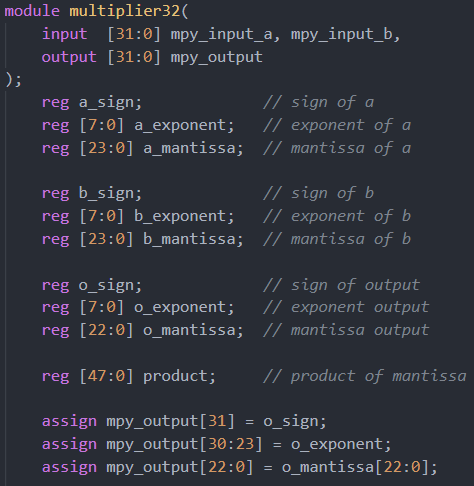 module multiplier32(
    input  [31:0] mpy_input_a, mpy_input_b,
    output [31:0] mpy_output
);
    reg a_sign;            // sign of a
    reg [7:0] a_exponent;   // exponent of a
    reg [23:0] a_mantissa;  // mantissa of a

    reg b_sign;            // sign of b
    reg [7:0] b_exponent;   // exponent of b
    reg [23:0] b_mantissa;  // mantissa of b

    reg o_sign;            // sign of output
    reg [7:0] o_exponent;   // exponent output
    reg [22:0] o_mantissa;  // mantissa output

    reg [47:0] product;     // product of mantissa

    assign mpy_output[31] = o_sign;
    assign mpy_output[30:23] = o_exponent;
    assign mpy_output[22:0] = o_mantissa[22:0];